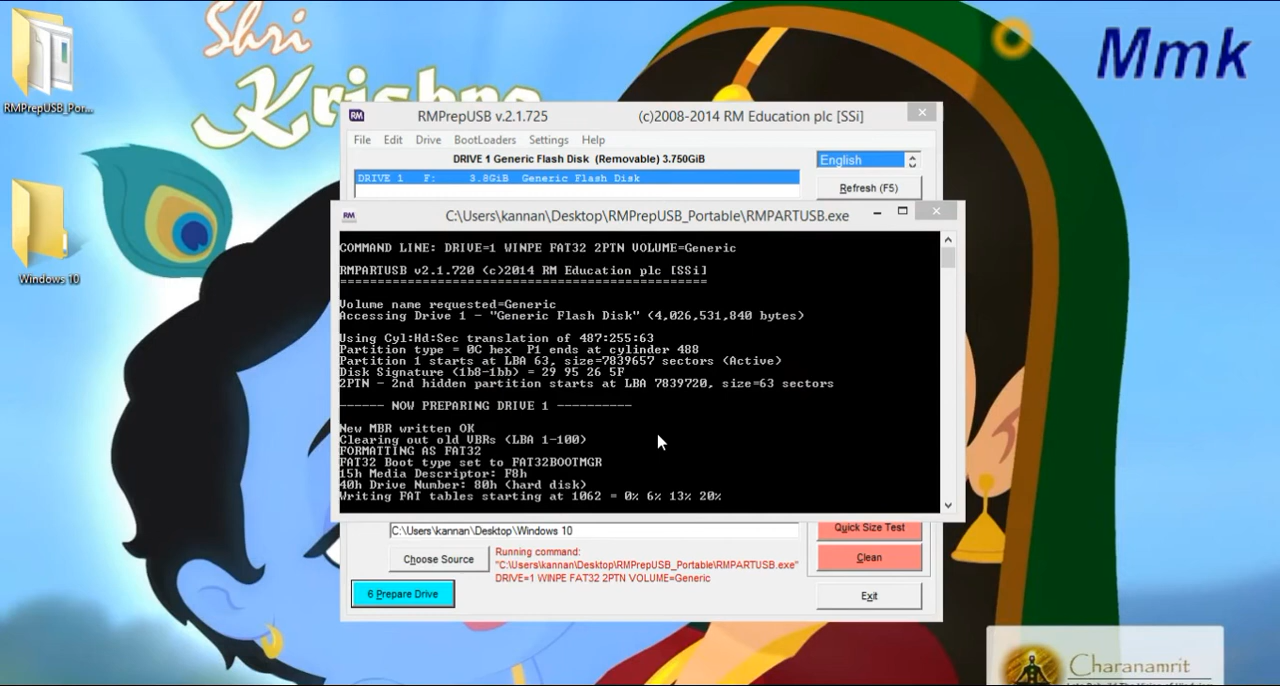 Shri
Krishna
Mmk
RMPrepUSB_Por...
Windows 10
RM
RMPrepUSB v.2.1.725
(c)2008-2014 RM Education plc [SSi]
File Edit Drive BootLoaders Settings Help
DRIVE 1 Generic Flash Disk (Removable) 3.750GiB
English
DRIVE 1 F: 3.8GiB Generic Flash Disk
Refresh (F5)
RM
C:\Users\kannan\Desktop\RMPrepUSB_Portable\RMPARTUSB.exe
COMMAND LINE: DRIVE=1 WINPE FAT32 2PTN VOLUME=Generic
RMPARTUSB v2.1.720 (c)2014 RM Education plc [SSi]
=================================================
Volume name requested=Generic
Accessing Drive 1 - "Generic Flash Disk" (4,026,531,840 bytes)
Using Cyl:Hd:Sec translation of 487:255:63
Partition type = 0C hex P1 ends at cylinder 488
Partition 1 starts at LBA 63, size=7839657 sectors (Active)
Disk Signature (1b8-1bb) = 29 95 26 5F
2PTN - 2nd hidden partition starts at LBA 7839720, size=63 sectors
------ NOW PREPARING DRIVE 1 ----------
New MBR written OK
Clearing out old VBRs (LBA 1-100)
FORMATTING AS FAT32
FAT32 Boot type set to FAT32BOOTMGR
15h Media Descriptor: F8h
40h Drive Number: 80h (hard disk)
Writing FAT tables starting at 1062 = 0% 6% 13% 20%
C:\Users\kannan\Desktop\Windows 10
Quick Size Test
Choose Source
Running command:
"C:\Users\kannan\Desktop\RMPrepUSB_Portable\RMPARTUSB.exe"
DRIVE=1 WINPE FAT32 2PTN VOLUME=Generic
Clean
6 Prepare Drive
Exit
Charanamrit